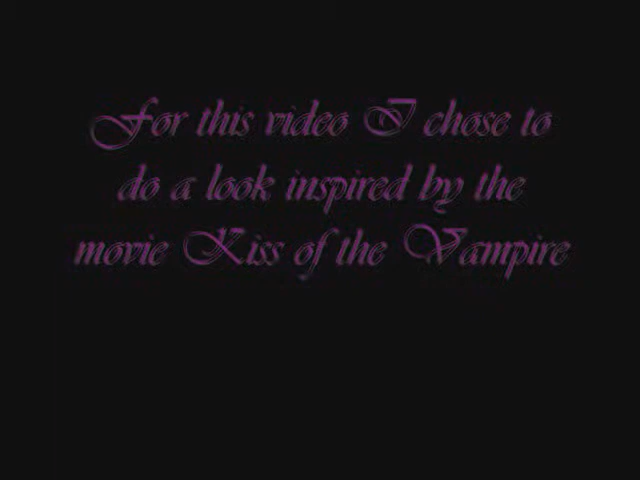 For this video I chose to
do a look inspired by the
movie Kiss of the Vampire